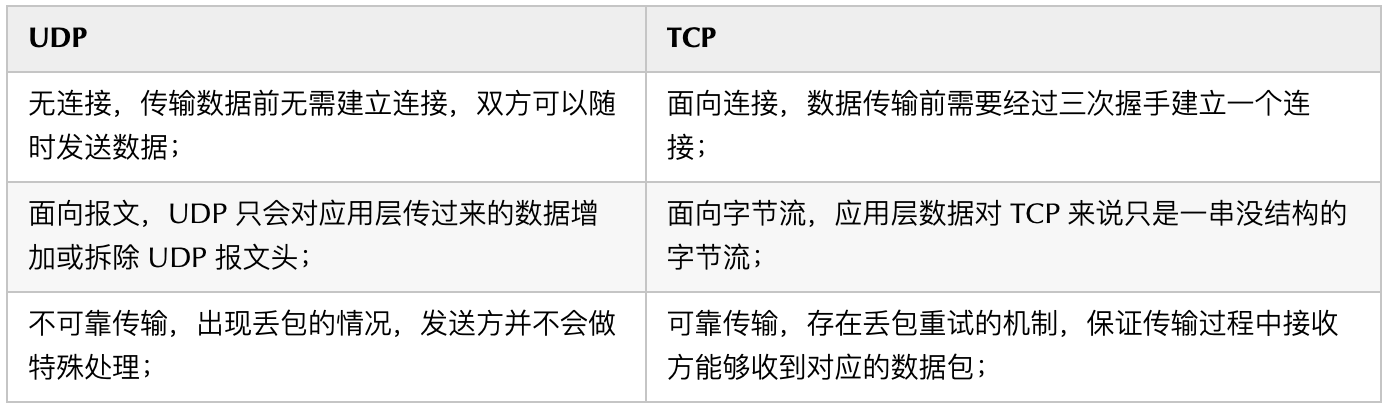 UDP
TCP
无连接，传输数据前无需建立连接，双方可以随
时发送数据；
面向连接，数据传输前需要经过三次握手建立一个连
接；
面向报文，UDP 只会对应用层传过来的数据增
加或拆除 UDP 报文头；
面向字节流，应用层数据对 TCP 来说只是一串没结构的
字节流；
不可靠传输，出现丢包的情况，发送方并不会做
特殊处理；
可靠传输，存在丢包重试的机制，保证传输过程中接收
方能够收到对应的数据包；